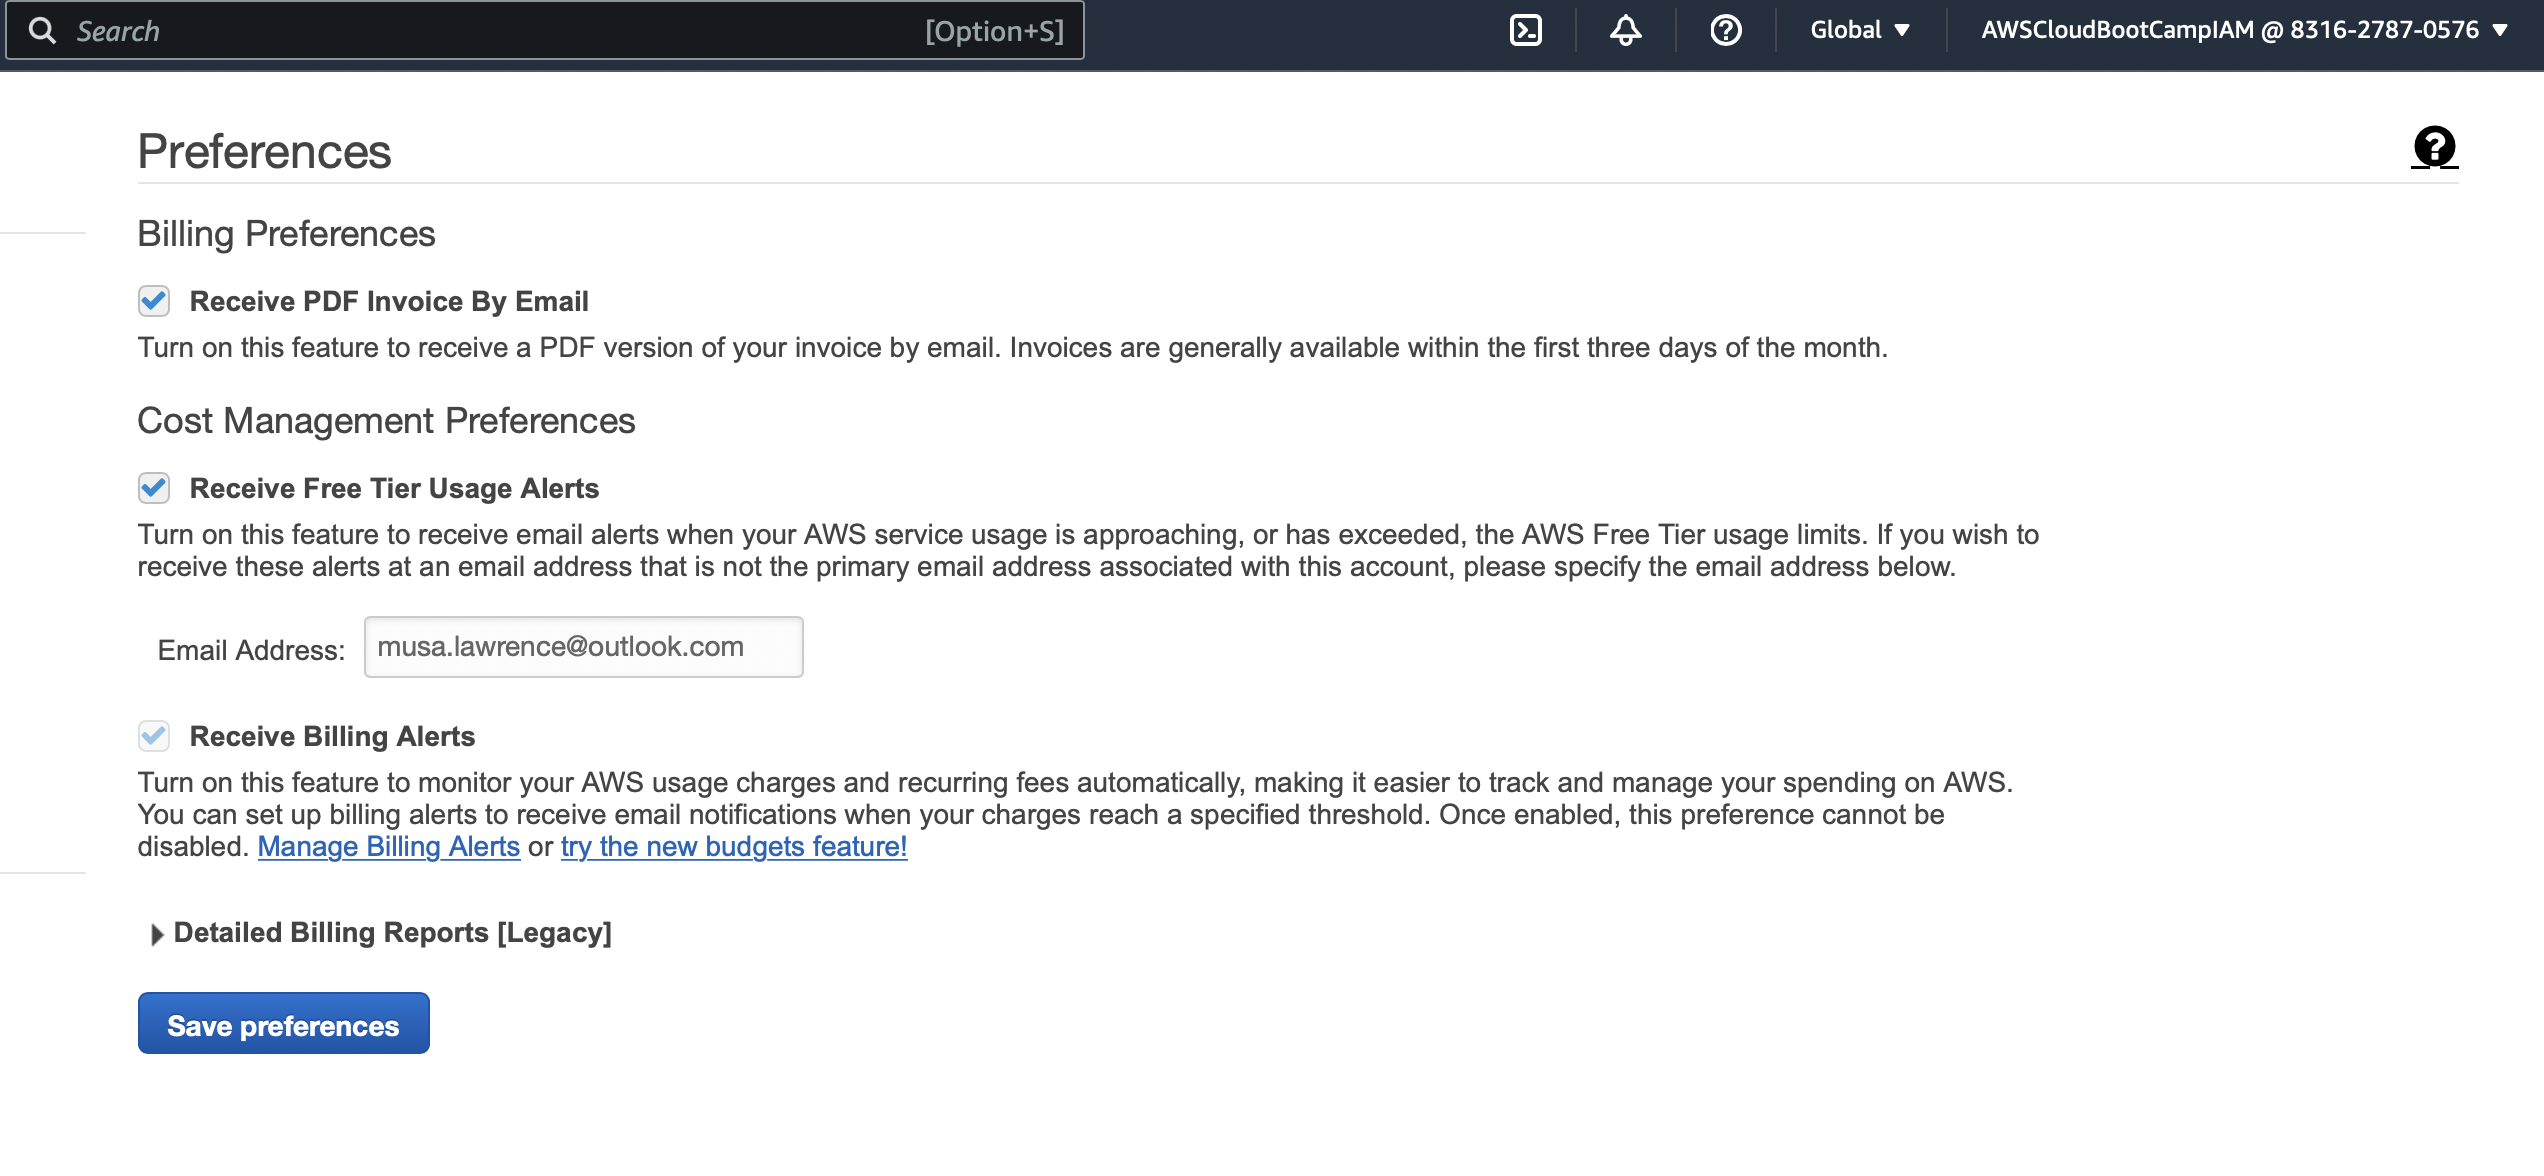 Search [Option+S] Global AWSCloudBootCampIAM @ 8316-2787-0576
Preferences
Billing Preferences
Receive PDF Invoice By Email
Turn on this feature to receive a PDF version of your invoice by email. Invoices are generally available within the first three days of the month.
Cost Management Preferences
Receive Free Tier Usage Alerts
Turn on this feature to receive email alerts when your AWS service usage is approaching, or has exceeded, the AWS Free Tier usage limits. If you wish to
receive these alerts at an email address that is not the primary email address associated with this account, please specify the email address below.
Email Address: musa.lawrence@outlook.com
Receive Billing Alerts
Turn on this feature to monitor your AWS usage charges and recurring fees automatically, making it easier to track and manage your spending on AWS.
You can set up billing alerts to receive email notifications when your charges reach a specified threshold. Once enabled, this preference cannot be
disabled. Manage Billing Alerts or try the new budgets feature!
Detailed Billing Reports [Legacy]
Save preferences